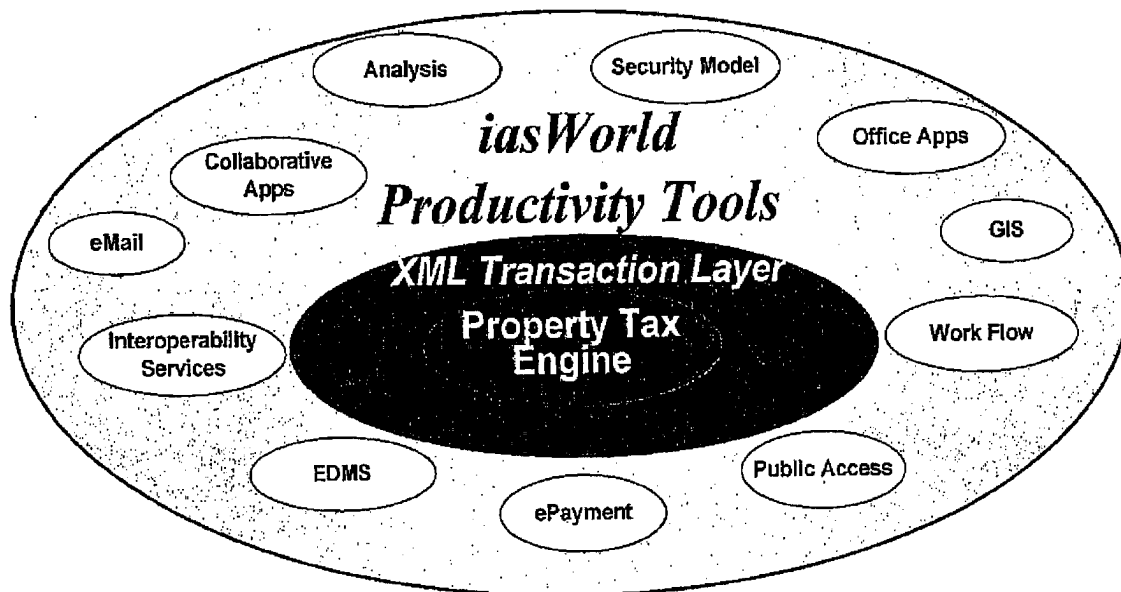 Analysis
Security Model
iasWorld
Productivity Tools
Office Apps
Collaborative
Apps
eMail
GIS
XML Transaction Layer
Property Tax
Engine
Interoperability
Services
Work Flow
EDMS
ePayment
Public Access